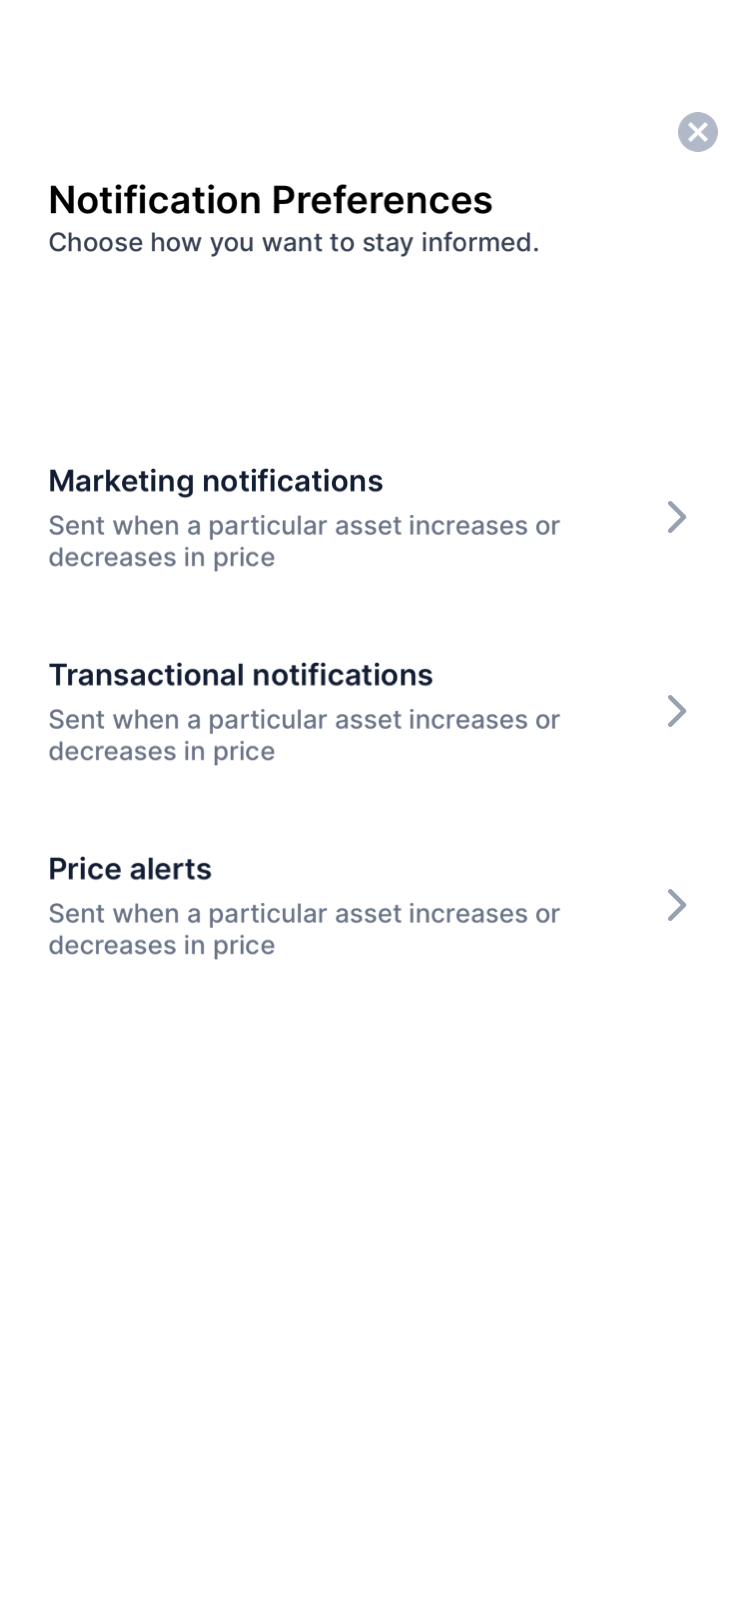 Notification Preferences
Choose how you want to stay informed.
Marketing notifications
Sent when a particular asset increases or
decreases in price
Transactional notifications
Sent when a particular asset increases or
decreases in price
Price alerts
Sent when a particular asset increases or
decreases in price